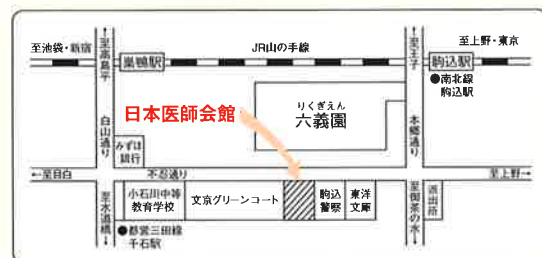 至池袋・新宿
←至高島平
巣鴨駅
JR山の手線
←至王子
至上野・東京
駒込駅
●南北線
駒込駅
白山通り
日本医師会館
りくぎえん
六義園
本郷通り
みずほ
銀行
←至目白
不忍通り
至上野→
至水道橋→
小石川中等
教育学校
文京グリーンコート
駒込
警察
東洋
文庫
至御茶の水→
派出所
●都営三田線
千石駅